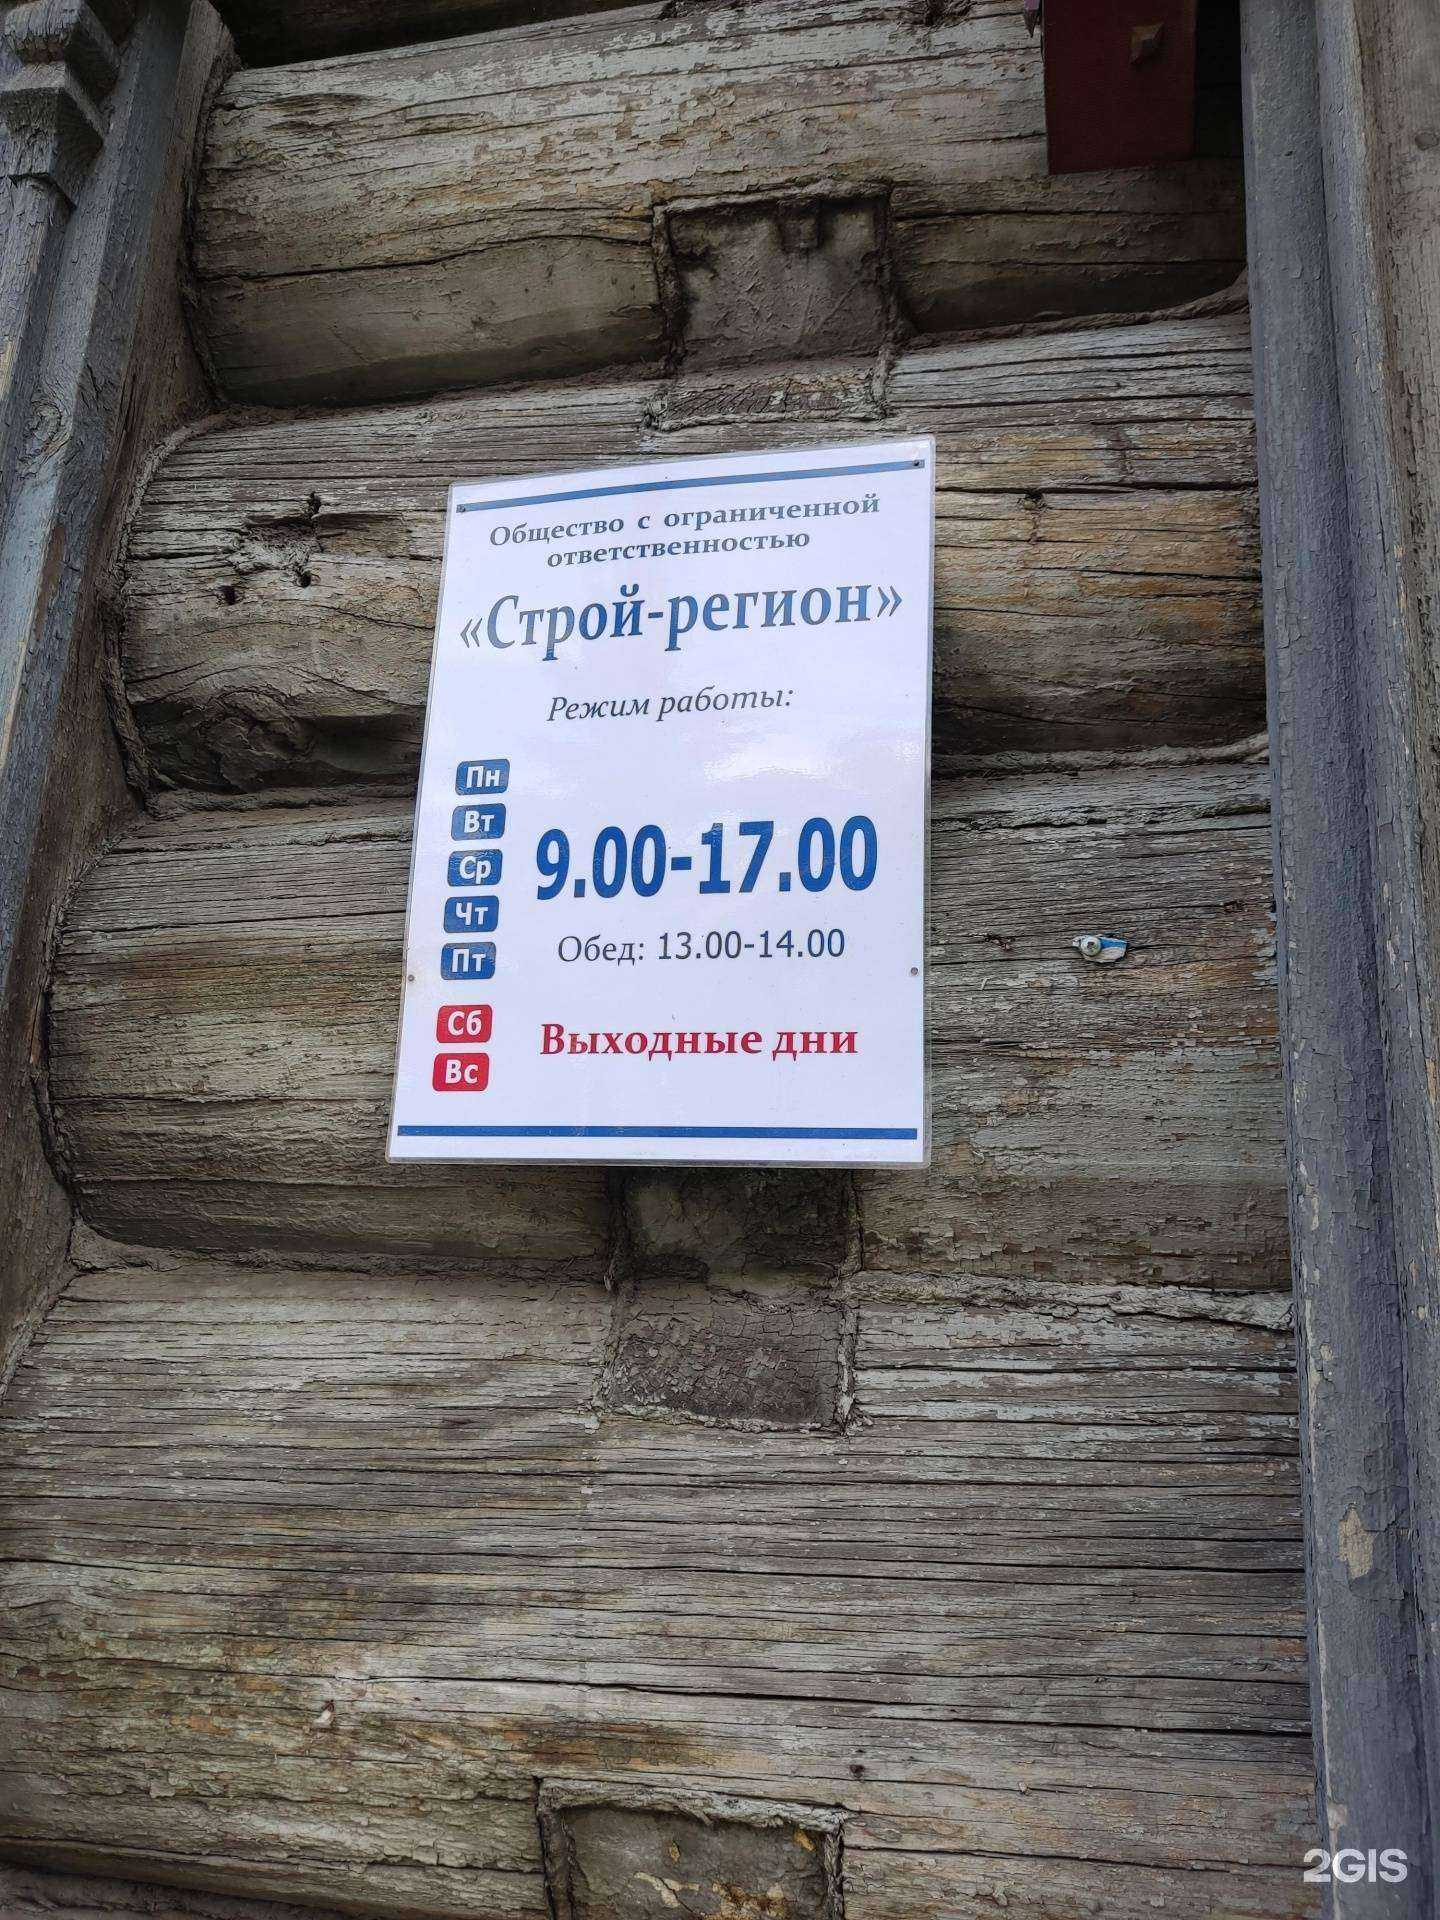 Общество с ограниченной
ответственностью
«Строй-регион»
Режим работы:
Пн
Вт
Ср
Чт
Пт
9.00-17.00
Обед: 13.00-14.00
Сб
Вс
Выходные дни
2GIS